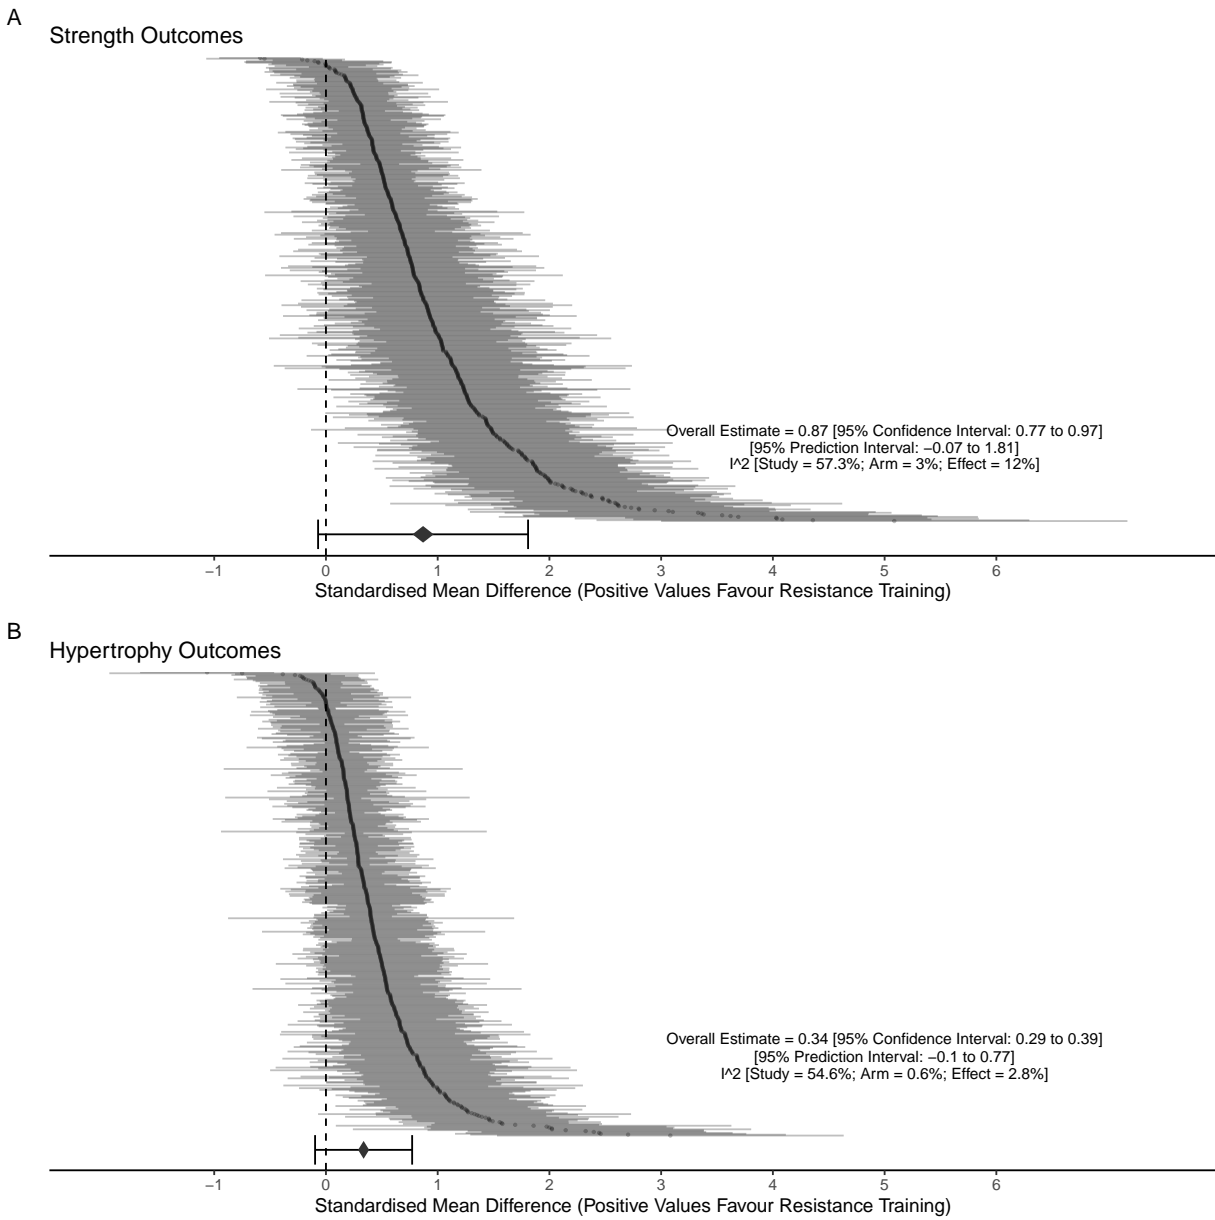 A
Strength Outcomes
Overall Estimate = 0.87 [95% Confidence Interval: 0.77 to 0.97]
[95% Prediction Interval: −0.07 to 1.81]
I^2 [Study = 57.3%; Arm = 3%; Effect = 12%]
−1 0 1 2 3 4 5 6
Standardised Mean Difference (Positive Values Favour Resistance Training)
B
Hypertrophy Outcomes
Overall Estimate = 0.34 [95% Confidence Interval: 0.29 to 0.39]
[95% Prediction Interval: −0.1 to 0.77]
I^2 [Study = 54.6%; Arm = 0.6%; Effect = 2.8%]
−1 0 1 2 3 4 5 6
Standardised Mean Difference (Positive Values Favour Resistance Training)